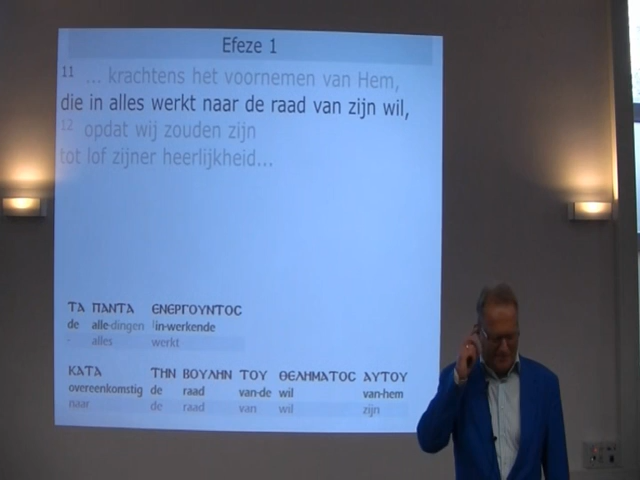 Efeze 1
11 ... krachtens het voornemen van Hem,
die in alles werkt naar de raad van zijn wil,
12 opdat wij zouden zijn
tot lof zijner heerlijkheid...
ΤΑ ΠΑΝΤΑ ЄΝЄΡΓΟΥΝΤΟC
de alle·dingen in·werkende
- alles werkt
ΚΑΤΑ ΤΗΝ ΒΟΥΛΗΝ ΤΟΥ ΘЄΛΗΜΑΤΟC ΑΥΤΟΥ
overeenkomstig de raad van·de wil van·hem
naar de raad van wil zijn